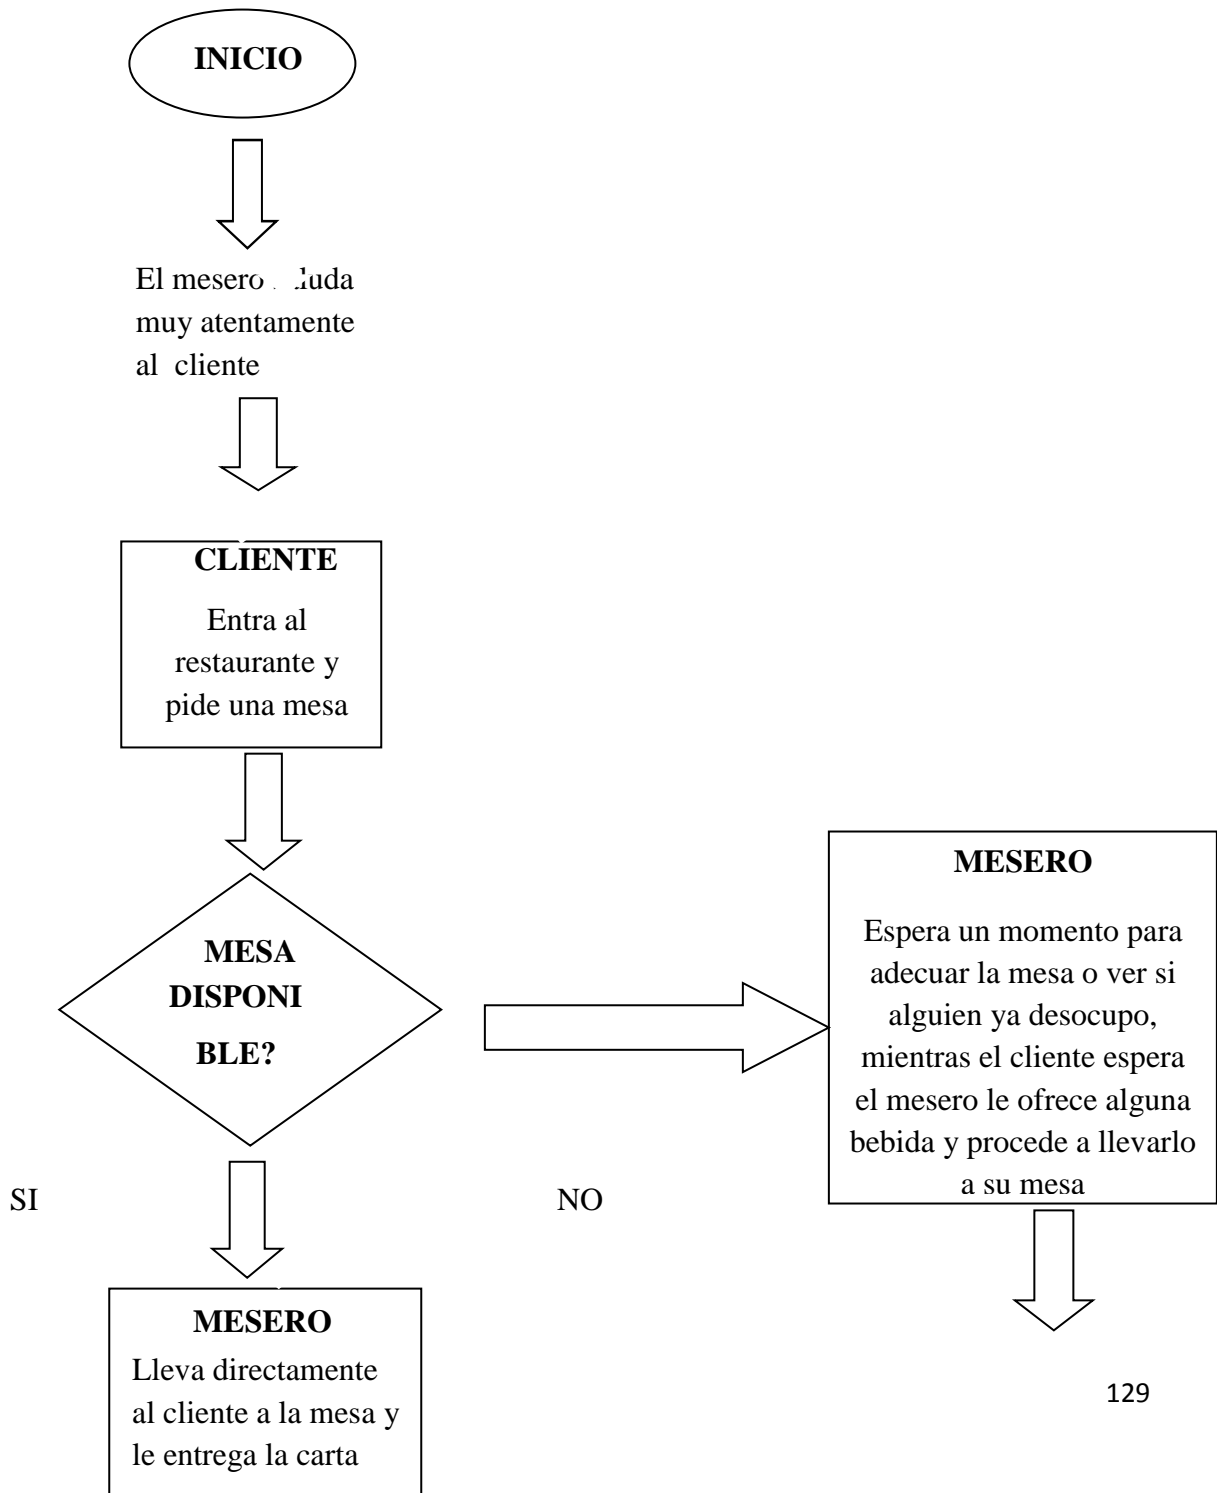 INICIO
El mesero
muy atentamente
al cliente
CLIENTE
Entra al
restaurante y
pide una mesa
MESA
DISPONI
BLE?
MESERO
Espera un momento para
adecuar la mesa o ver si
alguien ya desocupo,
mientras el cliente espera
el mesero le ofrece alguna
bebida y procede a llevarlo
a su mesa
SI
NO
MESERO
Lleva directamente
al cliente a la mesa y
le entrega la carta
129